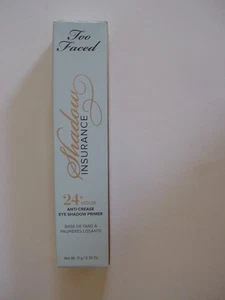 Too
Faced
Shadow
INSURANCE
24 HOUR
ANTI-CREASE
EYE SHADOW PRIMER
BASE DE FARD À
PAUPIÈRES LISSANTE